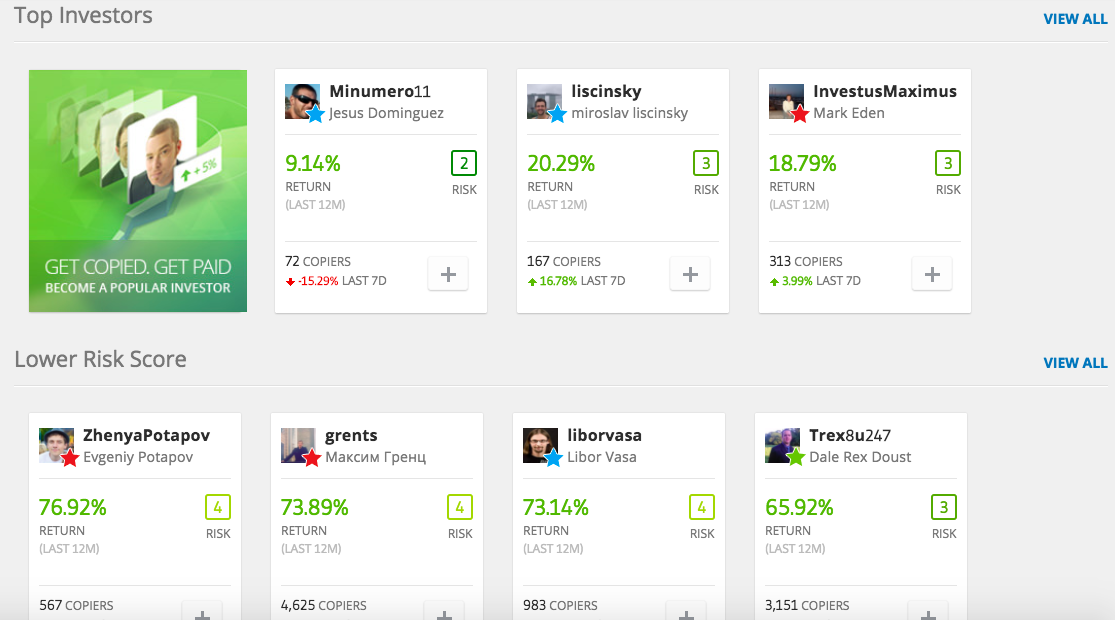 Top Investors
VIEW ALL
+ 5%
GET COPIED. GET PAID
BECOME A POPULAR INVESTOR
Minumero11
Jesus Dominguez
9.14%
2
RETURN
RISK
(LAST 12M)
72 COPIERS
-15.29% LAST 7D
+
liscinsky
miroslav liscinsky
20.29%
3
RETURN
RISK
(LAST 12M)
167 COPIERS
16.78% LAST 7D
+
InvestusMaximus
Mark Eden
18.79%
3
RETURN
RISK
(LAST 12M)
313 COPIERS
3.99% LAST 7D
+
Lower Risk Score
VIEW ALL
ZhenyaPotapov
Evgeniy Potapov
76.92%
4
RETURN
RISK
(LAST 12M)
567 COPIERS
+
grents
Максим Гренц
73.89%
4
RETURN
RISK
(LAST 12M)
4,625 COPIERS
+
liborvasa
Libor Vasa
73.14%
4
RETURN
RISK
(LAST 12M)
983 COPIERS
+
Trex8u247
Dale Rex Doust
65.92%
3
RETURN
RISK
(LAST 12M)
3,151 COPIERS
+